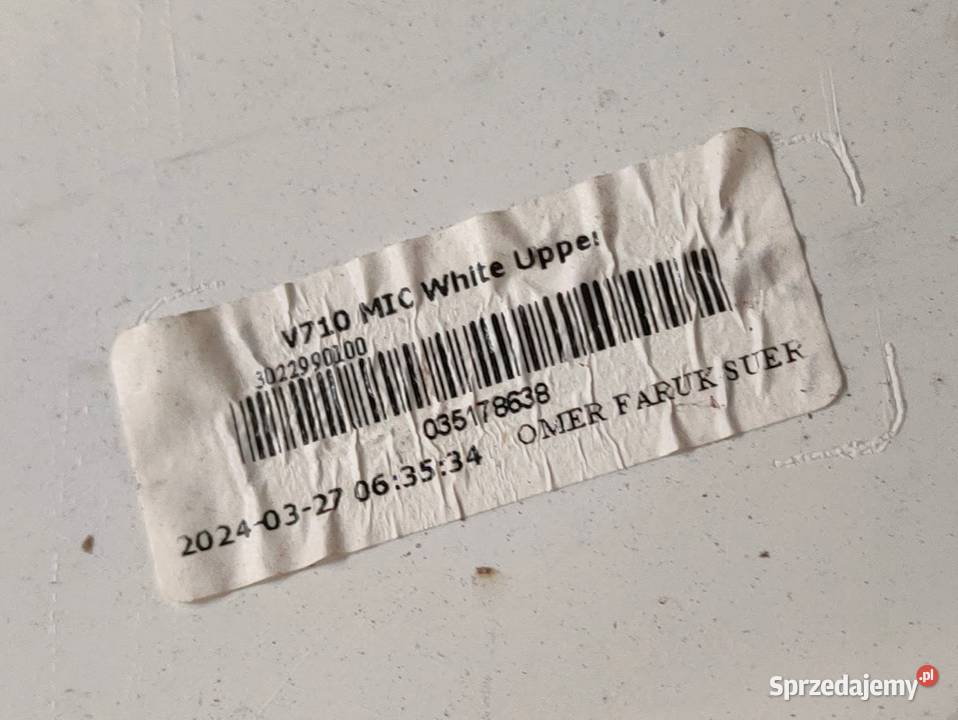 V710 MIC White Upper
3022990100
035178638
OMER FARUK SUER
2024-03-27 06:35:34
Sprzedajemy.pl